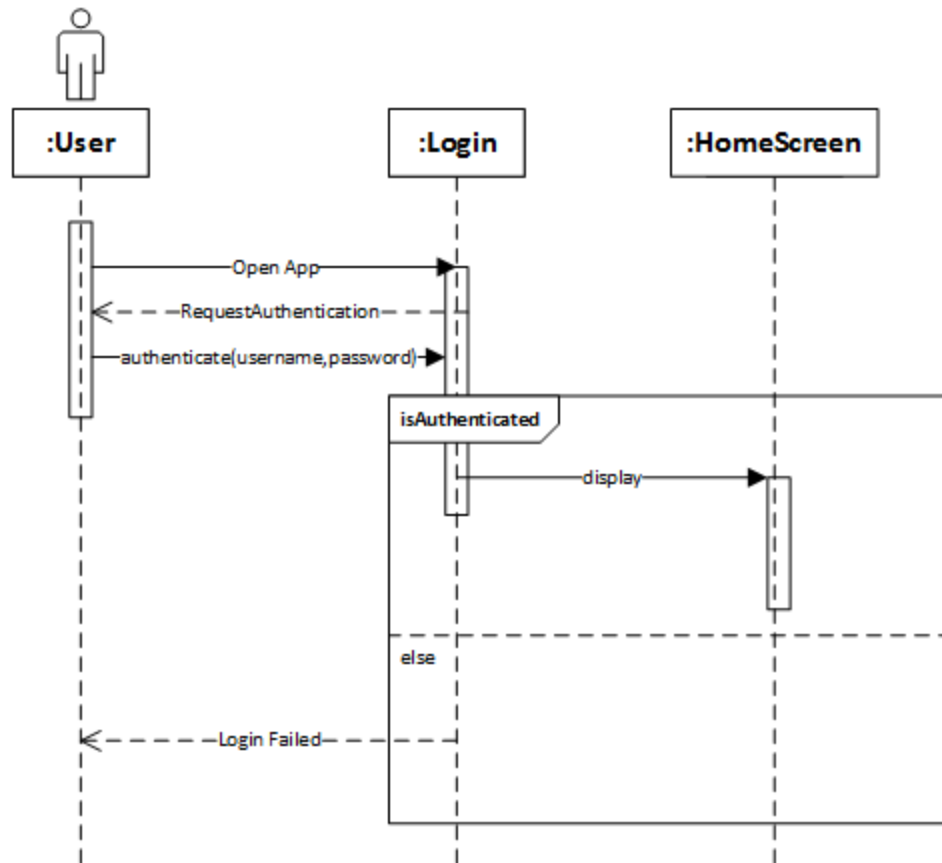 :User
:Login
:HomeScreen
Open App
RequestAuthentication
authenticate(username,password)
isAuthenticated
display
else
Login Failed